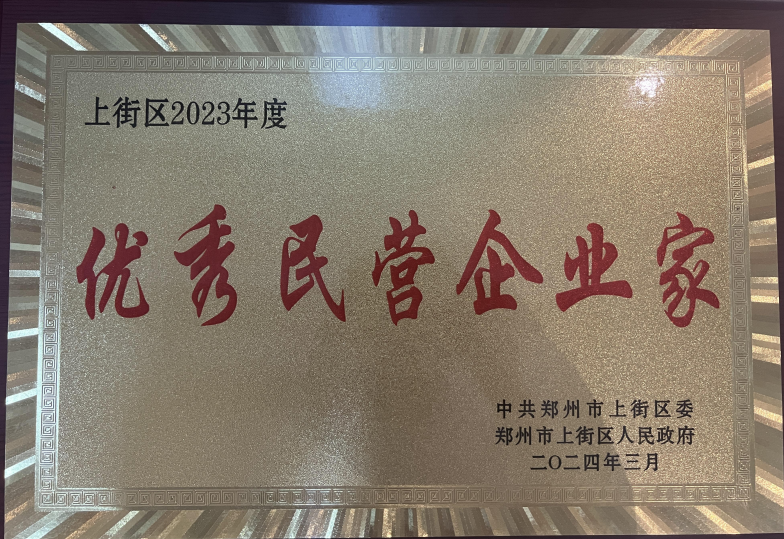 上街区2023年度
优秀民营企业家
中共郑州市上街区委
郑州市上街区人民政府
二〇二四年三月